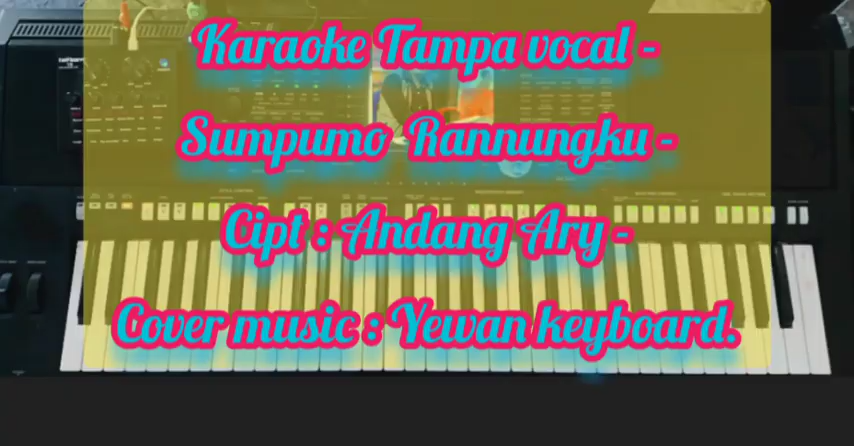 Karaoke Tampa vocal -
Sumpumo Rannungku -
Cipt : Andang Ary -
Cover music : Yewan keyboard.